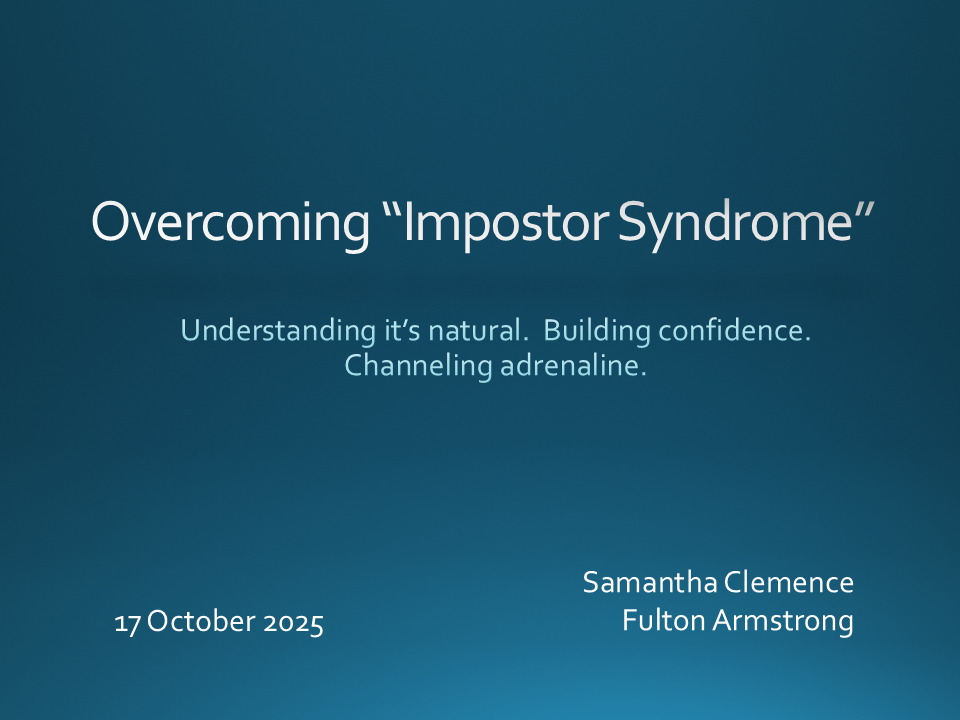 Overcoming “Impostor Syndrome”
Understanding it’s natural.  Building confidence.
Channeling adrenaline.
Samantha Clemence
Fulton Armstrong
17 October 2025